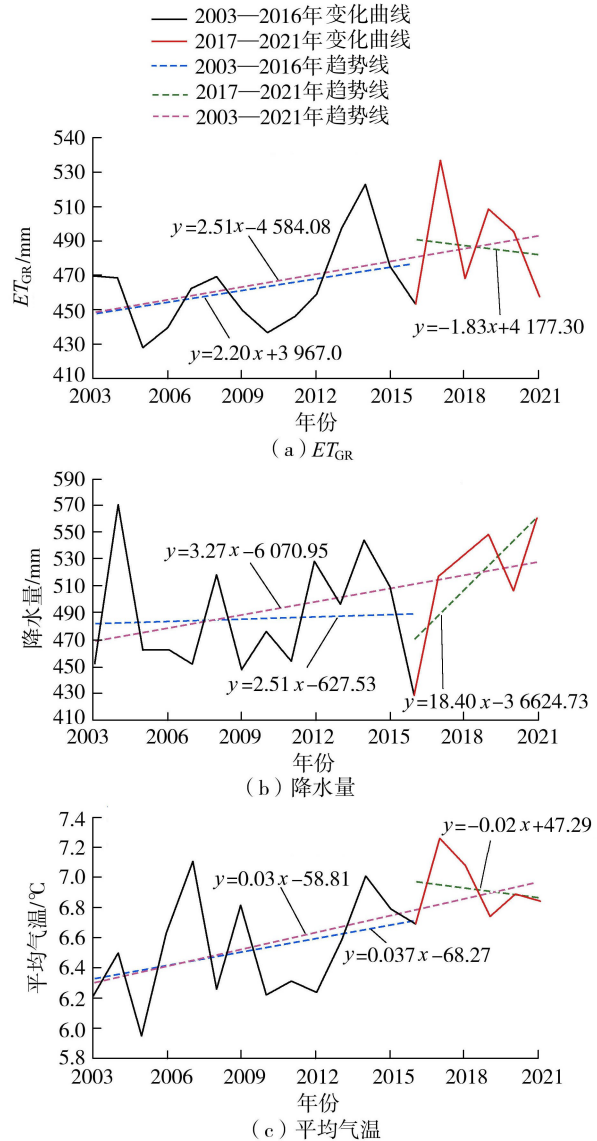 2003—2016年变化曲线
2017—2021年变化曲线
2003—2016年趋势线
2017—2021年趋势线
2003—2021年趋势线
540
530
510
490
470
450
430
410
ET_GR/mm
y=2.51x−4 584.08
y=2.20x+3 967.0
y=−1.83x+4 177.30
2003 2006 2009 2012 2015 2018 2021
年份
(a) ET_GR
590
570
550
530
510
490
470
450
430
410
降水量/mm
y=3.27x−6 070.95
y=2.51x−627.53
y=18.40x−3 6624.73
2003 2006 2009 2012 2015 2018 2021
年份
(b) 降水量
7.4
7.2
7.0
6.8
6.6
6.4
6.2
6.0
5.8
平均气温/℃
y=−0.02x+47.29
y=0.03x−58.81
y=0.037x−68.27
2003 2006 2009 2012 2015 2018 2021
年份
(c) 平均气温